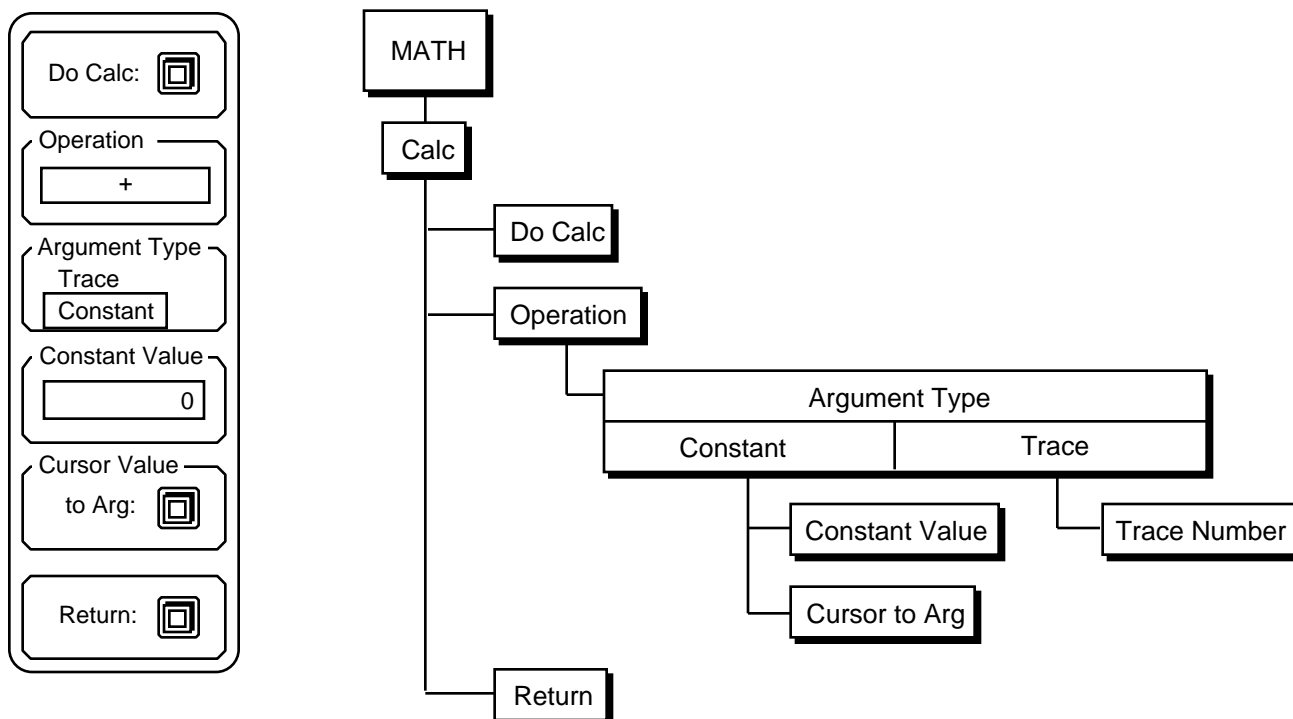 Do Calc:
Operation
+
Argument Type
Trace
Constant
Constant Value
0
Cursor Value
to Arg:
Return:
MATH
Calc
Do Calc
Operation
Argument Type
Constant
Trace
Constant Value
Trace Number
Cursor to Arg
Return